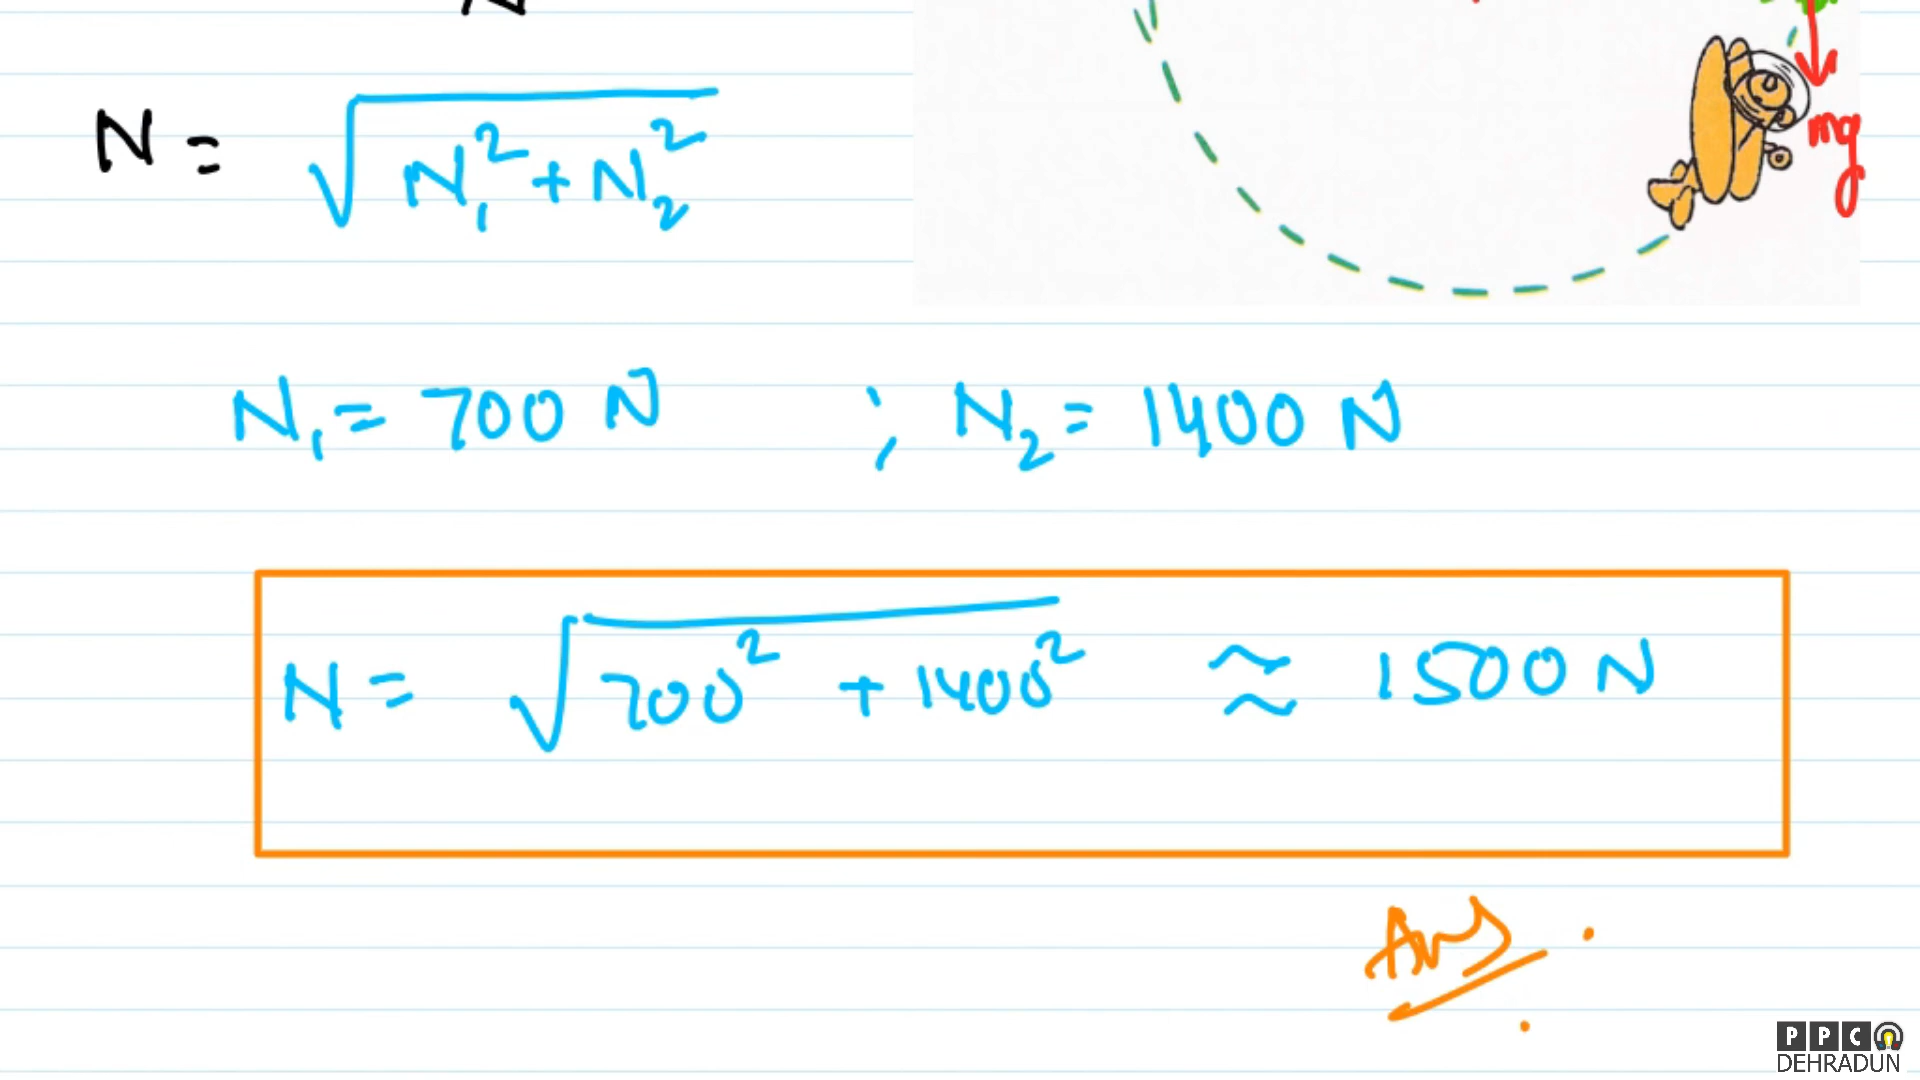 N = √(N₁² + N₂²)
mg
N₁ = 700 N ; N₂ = 1400 N
N = √(700² + 1400²) ≈ 1500 N
Ans.
PPC
DEHRADUN